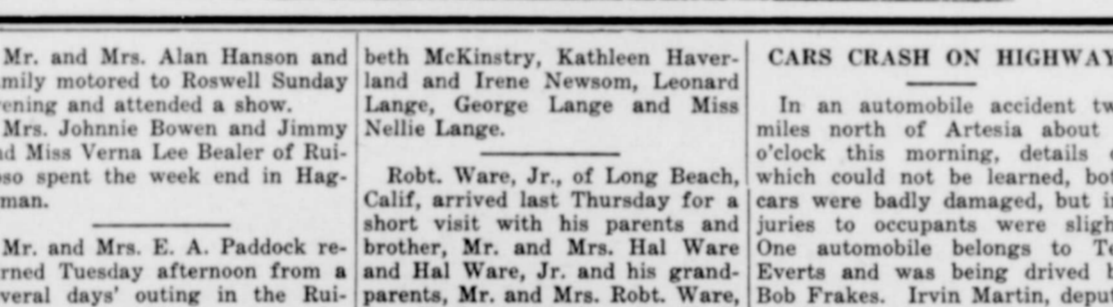 Mr. and Mrs. Alan Hanson and
mily motored to Roswell Sunday
ening and attended a show.
Mrs. Johnnie Bowen and Jimmy
d Miss Verna Lee Bealer of Rui-
oso spent the week end in Hag-
man.
Mr. and Mrs. E. A. Paddock re-
rned Tuesday afternoon from a
veral days' outing in the Rui-
beth McKinstry, Kathleen Haver-
land and Irene Newsom, Leonard
Lange, George Lange and Miss
Nellie Lange.
Robt. Ware, Jr., of Long Beach,
Calif, arrived last Thursday for a
short visit with his parents and
brother, Mr. and Mrs. Hal Ware
and Hal Ware, Jr. and his grand-
parents, Mr. and Mrs. Robt. Ware,
CARS CRASH ON HIGHWAY
In an automobile accident tw
miles north of Artesia about
o'clock this morning, details
which could not be learned, bot
cars were badly damaged, but in
juries to occupants were sligh
One automobile belongs to T
Everts and was being drived b
Bob Frakes. Irvin Martin, depu